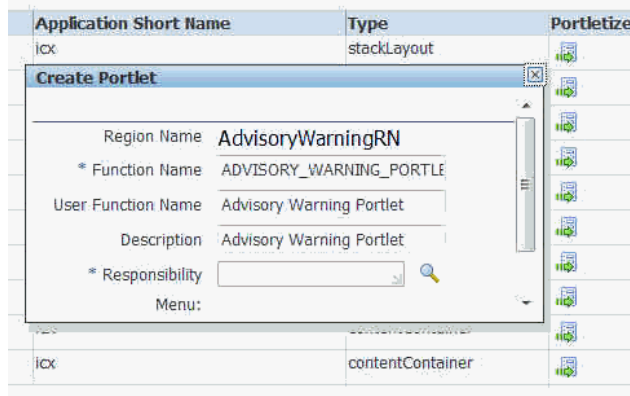 Application Short Name Type Portletize
icx stackLayout
Create Portlet
Region Name AdvisoryWarningRN
* Function Name ADVISORY_WARNING_PORTLE
User Function Name Advisory Warning Portlet
Description Advisory Warning Portlet
* Responsibility
Menu:
icx contentContainer